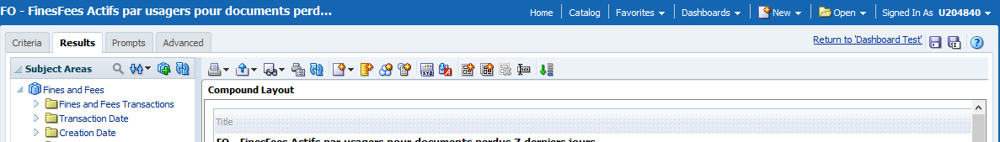 FO - FinesFees Actifs par usagers pour documents perd...
Home Catalog Favorites Dashboards New Open Signed In As U204840
Criteria Results Prompts Advanced
Return to 'Dashboard Test'
Subject Areas
Compound Layout
Fines and Fees
Fines and Fees Transactions
Transaction Date
Creation Date
Title
FO - FinesFees Actifs par usagers pour documents perdus 7 derniers jours